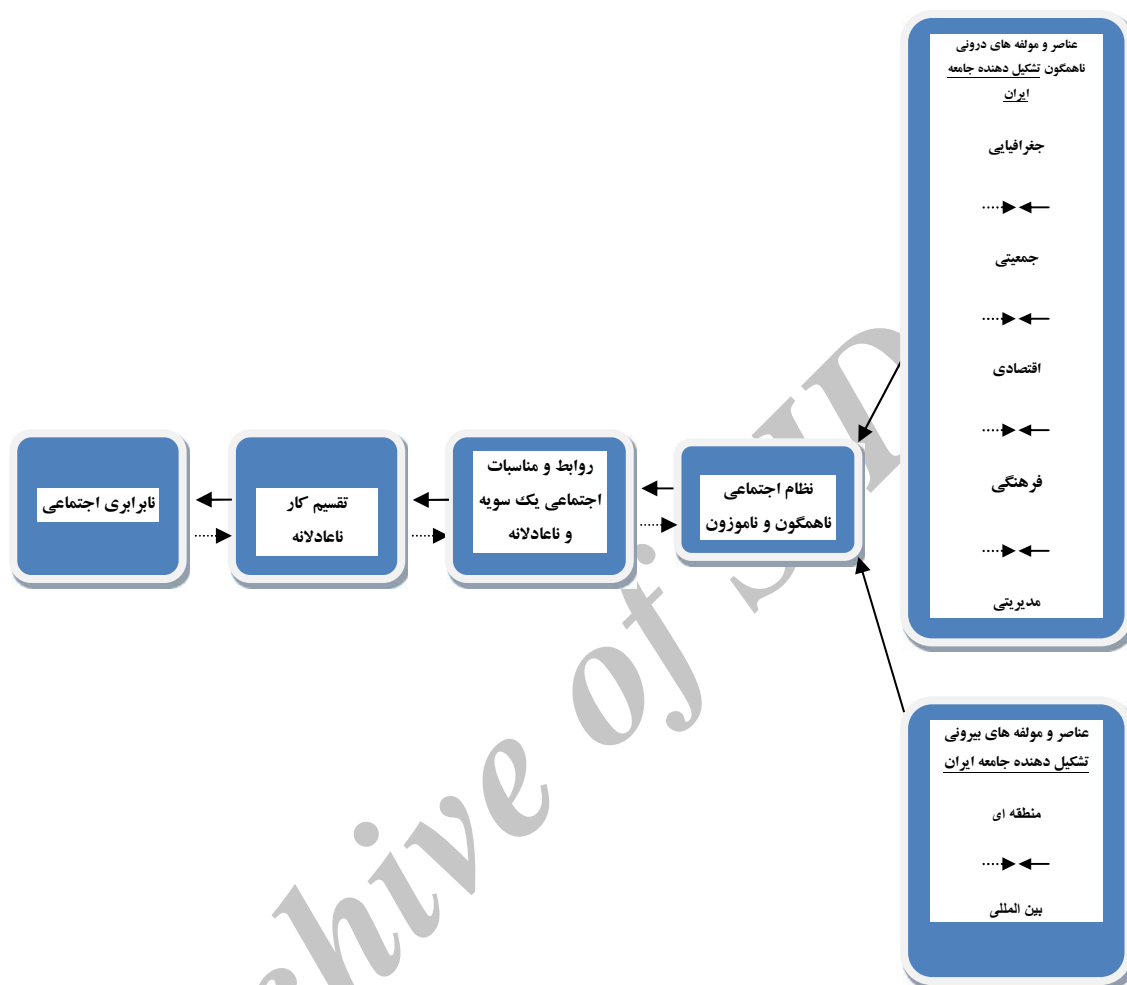 عناصر و مولفه های درونی
ناهمگون تشکیل دهنده جامعه
ایران
جغرافیایی
جمعیتی
اقتصادی
فرهنگی
مدیریتی
عناصر و مولفه های بیرونی
تشکیل دهنده جامعه ایران
منطقه ای
بین المللی
نظام اجتماعی
ناهمگون و ناموزون
روابط و مناسبات
اجتماعی یک سویه
و ناعادلانه
تقسیم کار
ناعادلانه
نابرابری اجتماعی